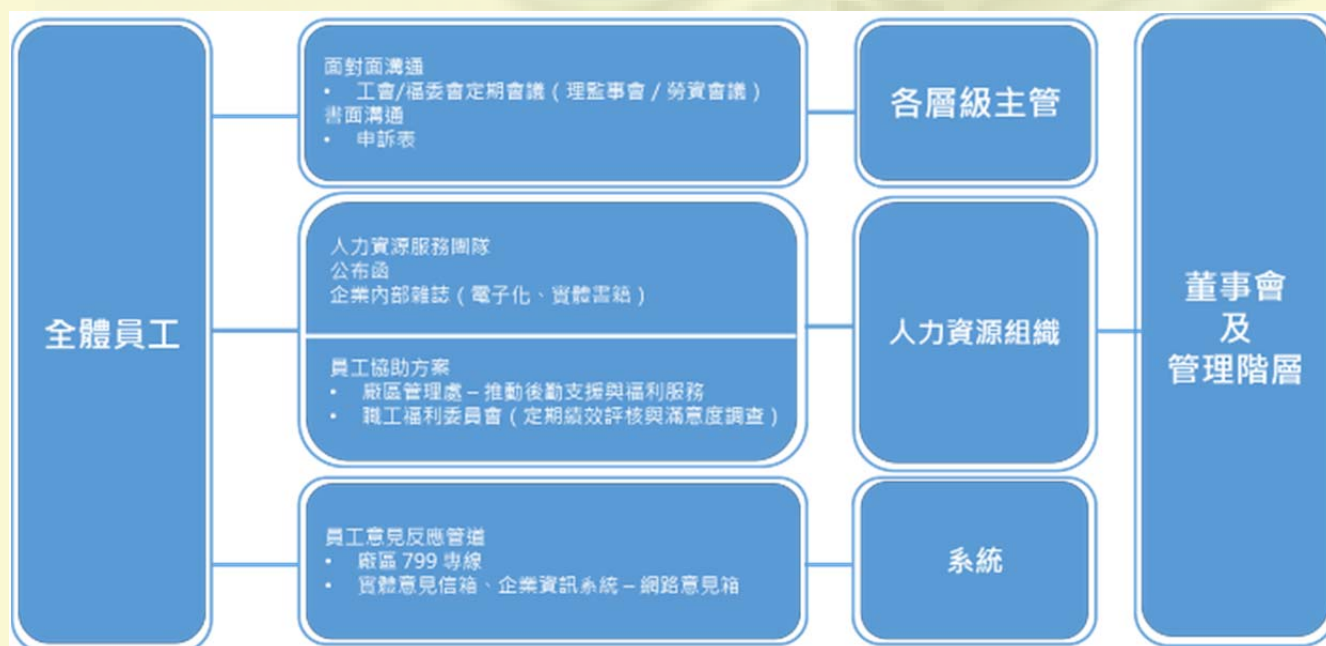 全體員工
面對面溝通
• 工會/福委會定期會議（理監事會 / 勞資會議）
書面溝通
• 申訴表
各層級主管
人力資源服務團隊
公布函
企業內部雜誌（電子化、實體書籍）
員工協助方案
• 廠區管理處 – 推動後勤支援與福利服務
• 職工福利委員會（定期績效評核與滿意度調查）
人力資源組織
員工意見反應管道
• 廠區 799 專線
• 實體意見信箱、企業資訊系統 – 網路意見箱
系統
董事會
及
管理階層